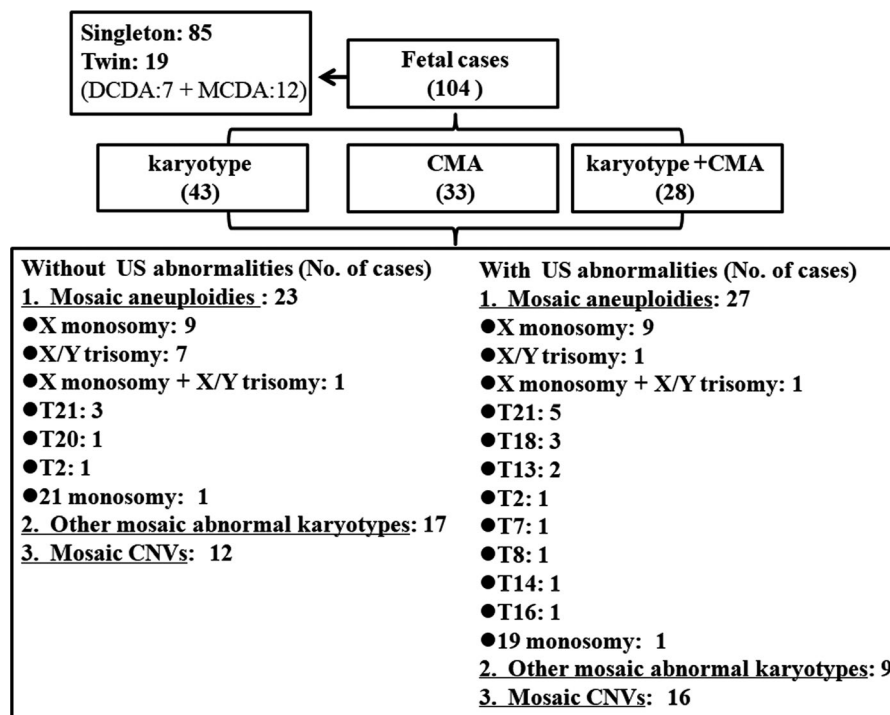 Singleton: 85
Twin: 19
(DCDA:7 + MCDA:12)
Fetal cases
(104 )
karyotype
(43)
CMA
(33)
karyotype +CMA
(28)
Without US abnormalities (No. of cases)
1. Mosaic aneuploidies : 23
●X monosomy: 9
●X/Y trisomy: 7
●X monosomy + X/Y trisomy: 1
●T21: 3
●T20: 1
●T2: 1
●21 monosomy: 1
2. Other mosaic abnormal karyotypes: 17
3. Mosaic CNVs: 12
With US abnormalities (No. of cases)
1. Mosaic aneuploidies: 27
●X monosomy: 9
●X/Y trisomy: 1
●X monosomy + X/Y trisomy: 1
●T21: 5
●T18: 3
●T13: 2
●T2: 1
●T7: 1
●T8: 1
●T14: 1
●T16: 1
●19 monosomy: 1
2. Other mosaic abnormal karyotypes: 9
3. Mosaic CNVs: 16